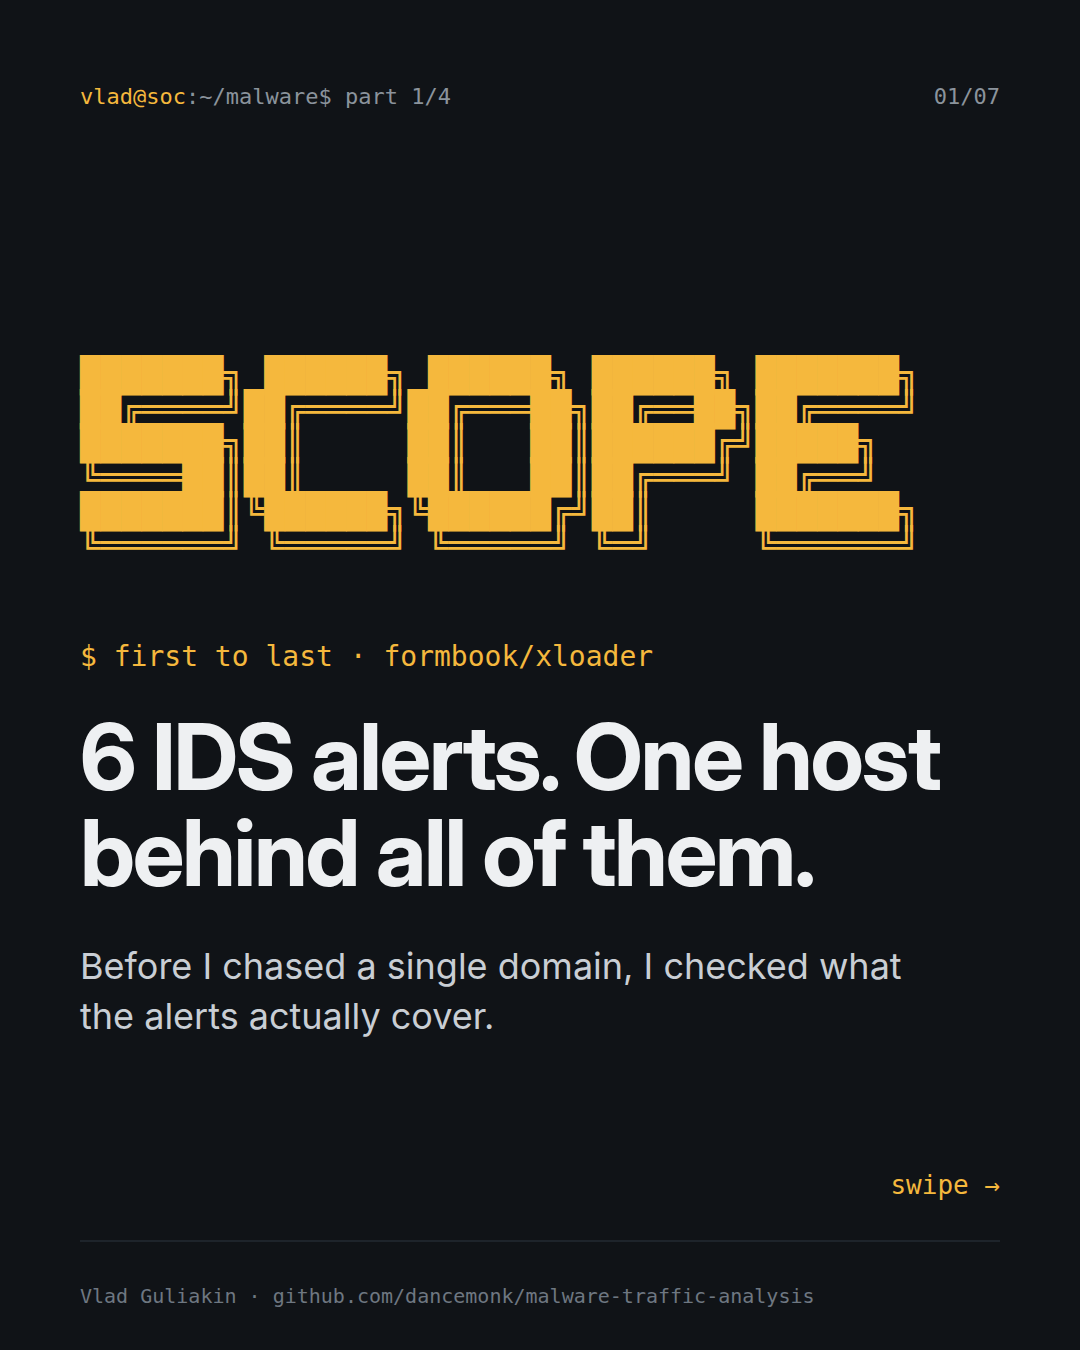 vlad@soc:~/malware$ part 1/4
01/07
SCOPE
$ first to last · formbook/xloader
6 IDS alerts. One host
behind all of them.
Before I chased a single domain, I checked what
the alerts actually cover.
swipe →
Vlad Guliakin · github.com/dancemonk/malware-traffic-analysis